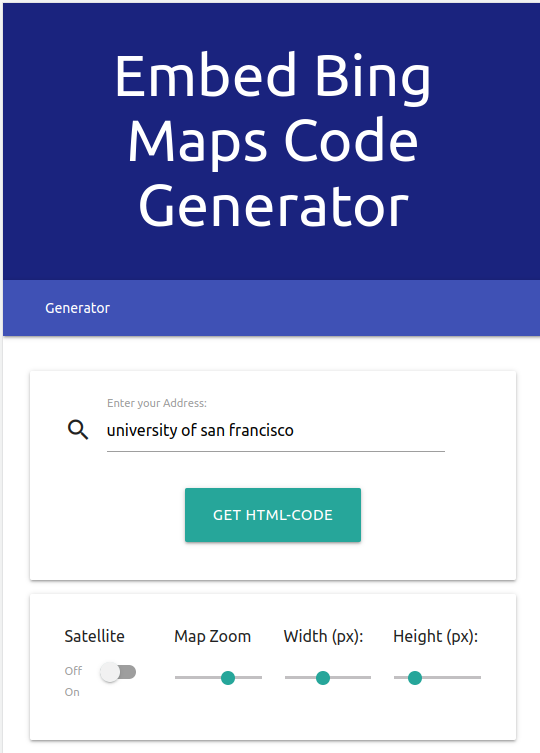 Embed Bing
Maps Code
Generator
Generator
Enter your Address:
university of san francisco
GET HTML-CODE
Satellite
Off
On
Map Zoom
Width (px):
Height (px):